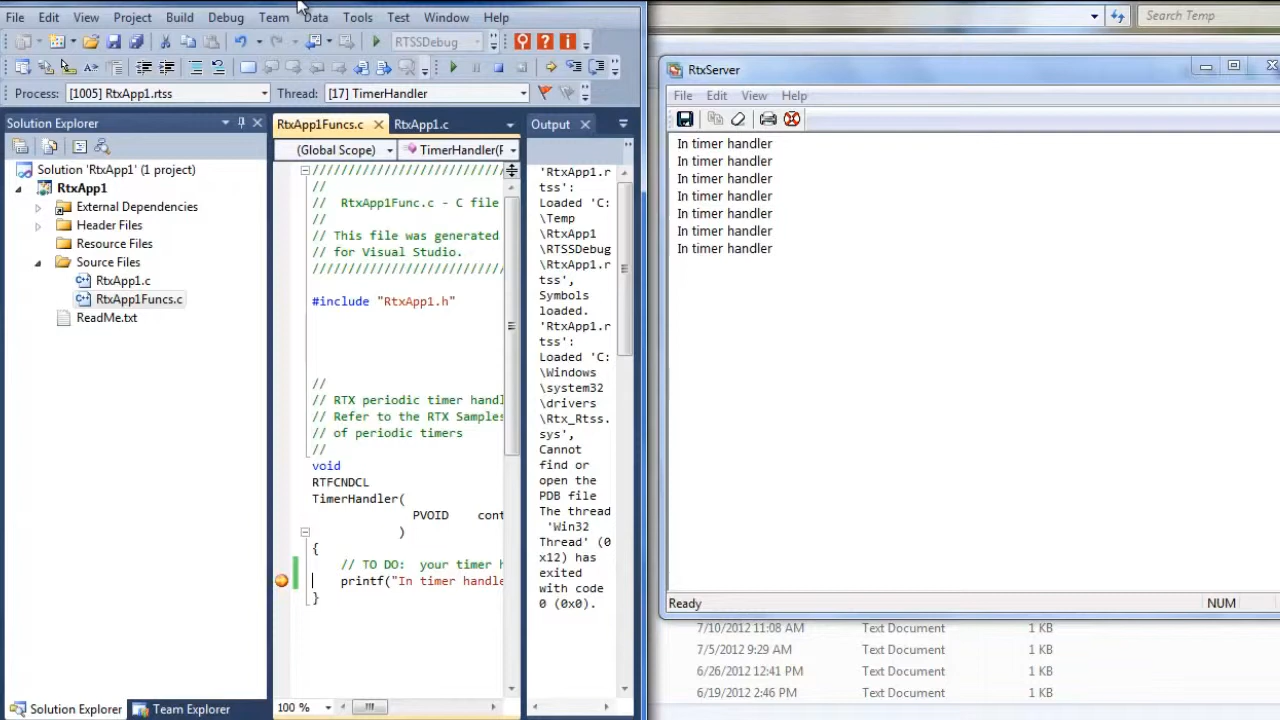 File Edit View Project Build Debug Team Data Tools Test Window Help
RTSSDebug
Process: [1005] RtxApp1.rtss Thread: [17] TimerHandler
Solution Explorer
Solution 'RtxApp1' (1 project)
RtxApp1
External Dependencies
Header Files
Resource Files
Source Files
RtxApp1.c
RtxApp1Funcs.c
ReadMe.txt
Solution Explorer Team Explorer
RtxApp1Funcs.c RtxApp1.c
(Global Scope) TimerHandler(F
////////////////////////////
//
// RtxApp1Func.c - C file
//
// This file was generated
// for Visual Studio.
////////////////////////////
#include "RtxApp1.h"
//
// RTX periodic timer handl
// Refer to the RTX Samples
// of periodic timers
//
void
RTFCNDCL
TimerHandler(
PVOID cont
)
{
// TO DO: your timer h
printf("In timer handle
}
100 %
Output
'RtxApp1.r
tss':
Loaded 'C:
\Temp
\RtxApp1
\RTSSDebug
\RtxApp1.r
tss',
Symbols
loaded.
'RtxApp1.r
tss':
Loaded 'C:
\Windows
\system32
\drivers
\Rtx_Rtss.
sys',
Cannot
find or
open the
PDB file
The thread
'Win32
Thread' (0
x12) has
exited
with code
0 (0x0).
Search Temp
RtxServer
File Edit View Help
In timer handler
In timer handler
In timer handler
In timer handler
In timer handler
In timer handler
In timer handler
Ready NUM
7/10/2012 11:08 AM Text Document 1 KB
7/5/2012 9:29 AM Text Document 1 KB
6/26/2012 12:41 PM Text Document 1 KB
6/19/2012 2:46 PM Text Document 1 KB